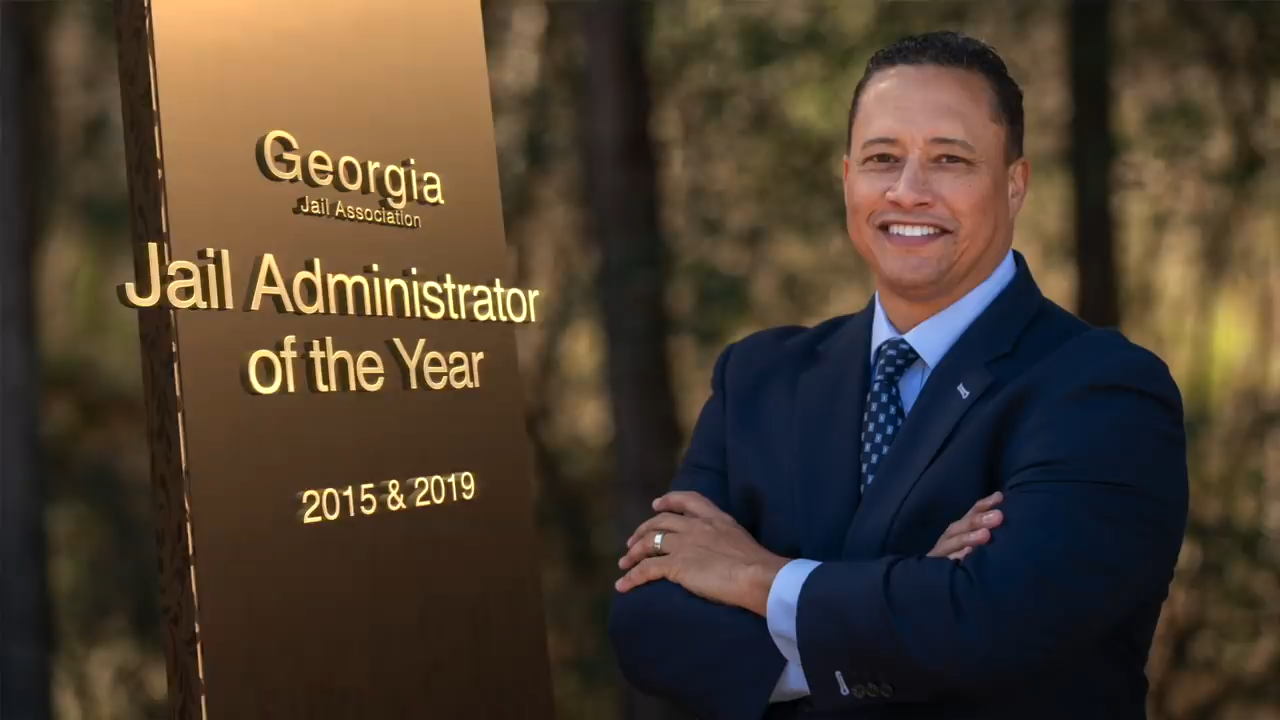 Georgia
Jail Association
Jail Administrator
of the Year
2015 & 2019